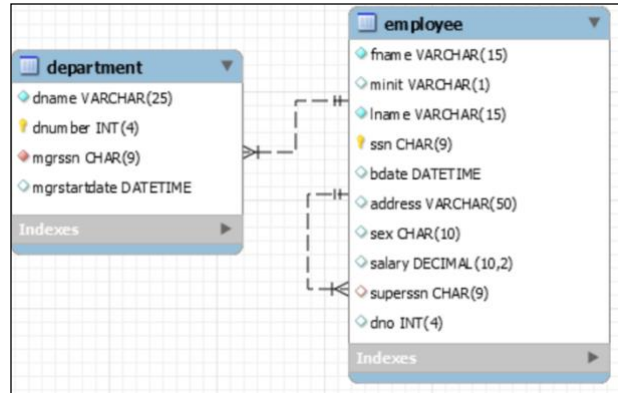 department
dname VARCHAR(25)
dnumber INT(4)
mgrssn CHAR(9)
mgrstartdate DATETIME
Indexes
employee
fname VARCHAR(15)
minit VARCHAR(1)
lname VARCHAR(15)
ssn CHAR(9)
bdate DATETIME
address VARCHAR(50)
sex CHAR(10)
salary DECIMAL(10,2)
superssn CHAR(9)
dno INT(4)
Indexes